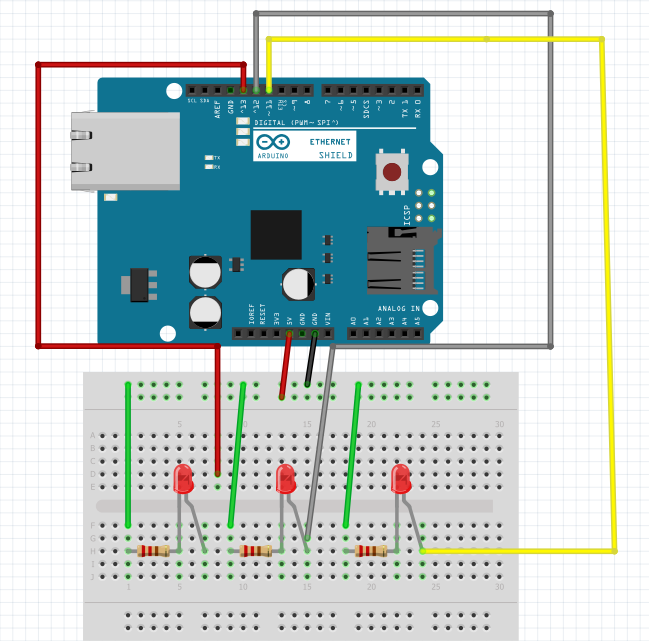 SCL SDA AREF GND ~13 ~12 ~11 ~9 8 7 ~6 ~5 SDCS ~3 2 TX 1 RX 0
DIGITAL (PWM~ SPI^)
TX
RX
ARDUINO
ETHERNET
SHIELD
ICSP
ANALOG IN
IOREF RESET 3V3 5V GND GND VIN A0 A1 A2 A3 A4 A5
5 10 15 20 25 30
A
B
C
D
E
F
G
H
I
J
A
B
C
D
E
F
G
H
I
J
1 5 10 15 20 25 30